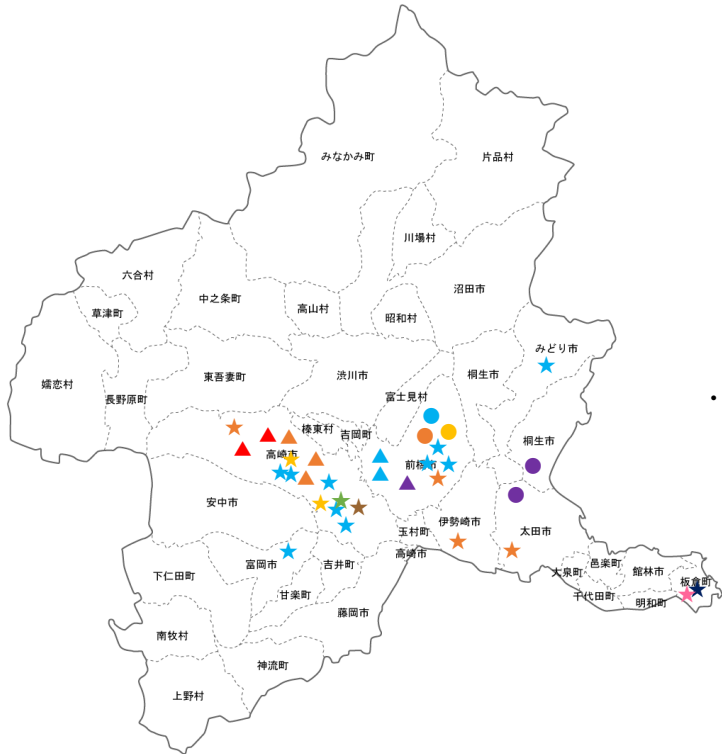 みなかみ町
片品村
川場村
六合村
沼田市
中之条町
草津町
高山村
昭和村
みどり市
嬬恋村
東吾妻町
渋川市
桐生市
長野原町
富士見村
榛東村
吉岡町
桐生市
高崎市
前橋市
安中市
伊勢崎市
玉村町
太田市
高崎市
富岡市
吉井町
邑楽町
下仁田町
大泉町
館林市
板倉町
甘楽町
千代田町
明和町
藤岡市
南牧村
神流町
上野村